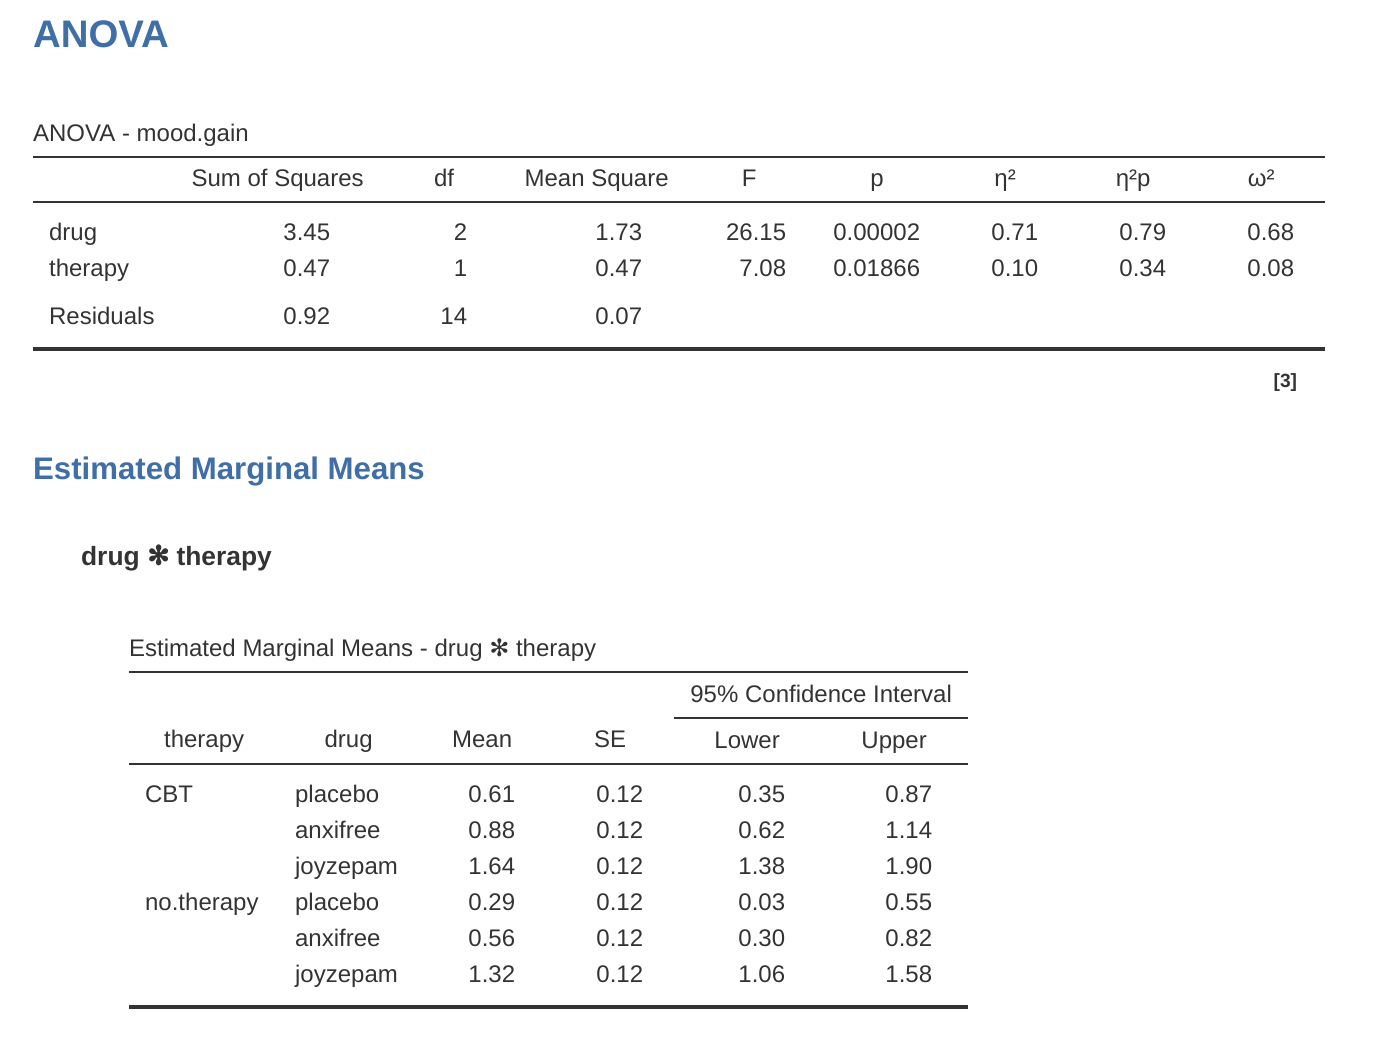 ANOVA
ANOVA - mood.gain
Sum of Squares df Mean Square F p η² η²p ω²
drug 3.45 2 1.73 26.15 0.00002 0.71 0.79 0.68
therapy 0.47 1 0.47 7.08 0.01866 0.10 0.34 0.08
Residuals 0.92 14 0.07
[3]
Estimated Marginal Means
drug ✻ therapy
Estimated Marginal Means - drug ✻ therapy
95% Confidence Interval
therapy drug Mean SE Lower Upper
CBT placebo 0.61 0.12 0.35 0.87
anxifree 0.88 0.12 0.62 1.14
joyzepam 1.64 0.12 1.38 1.90
no.therapy placebo 0.29 0.12 0.03 0.55
anxifree 0.56 0.12 0.30 0.82
joyzepam 1.32 0.12 1.06 1.58